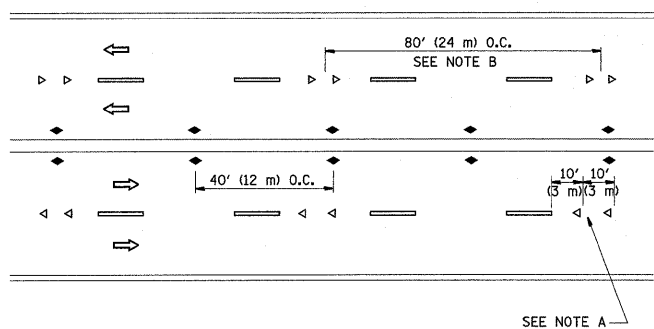 80' (24 m) O.C.
SEE NOTE B
40' (12 m) O.C.
10' 10'
(3 m) (3 m)
SEE NOTE A